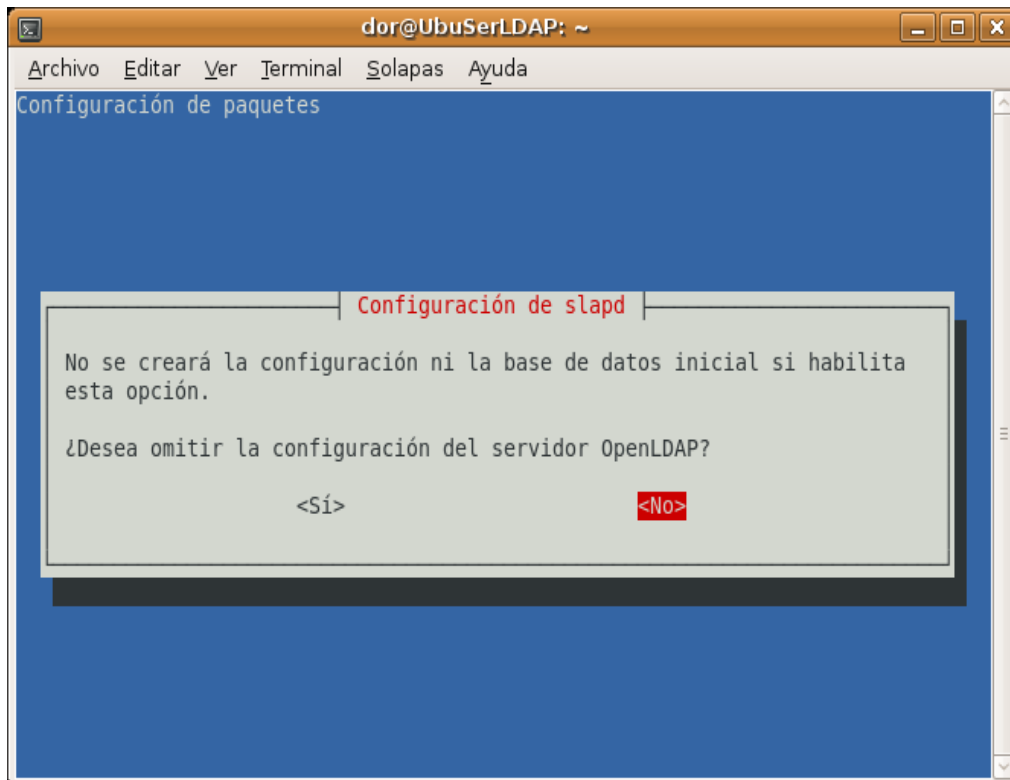 dor@UbuSerLDAP: ~
Archivo Editar Ver Terminal Solapas Ayuda
Configuración de paquetes
Configuración de slapd
No se creará la configuración ni la base de datos inicial si habilita
esta opción.
¿Desea omitir la configuración del servidor OpenLDAP?
<Sí> <No>